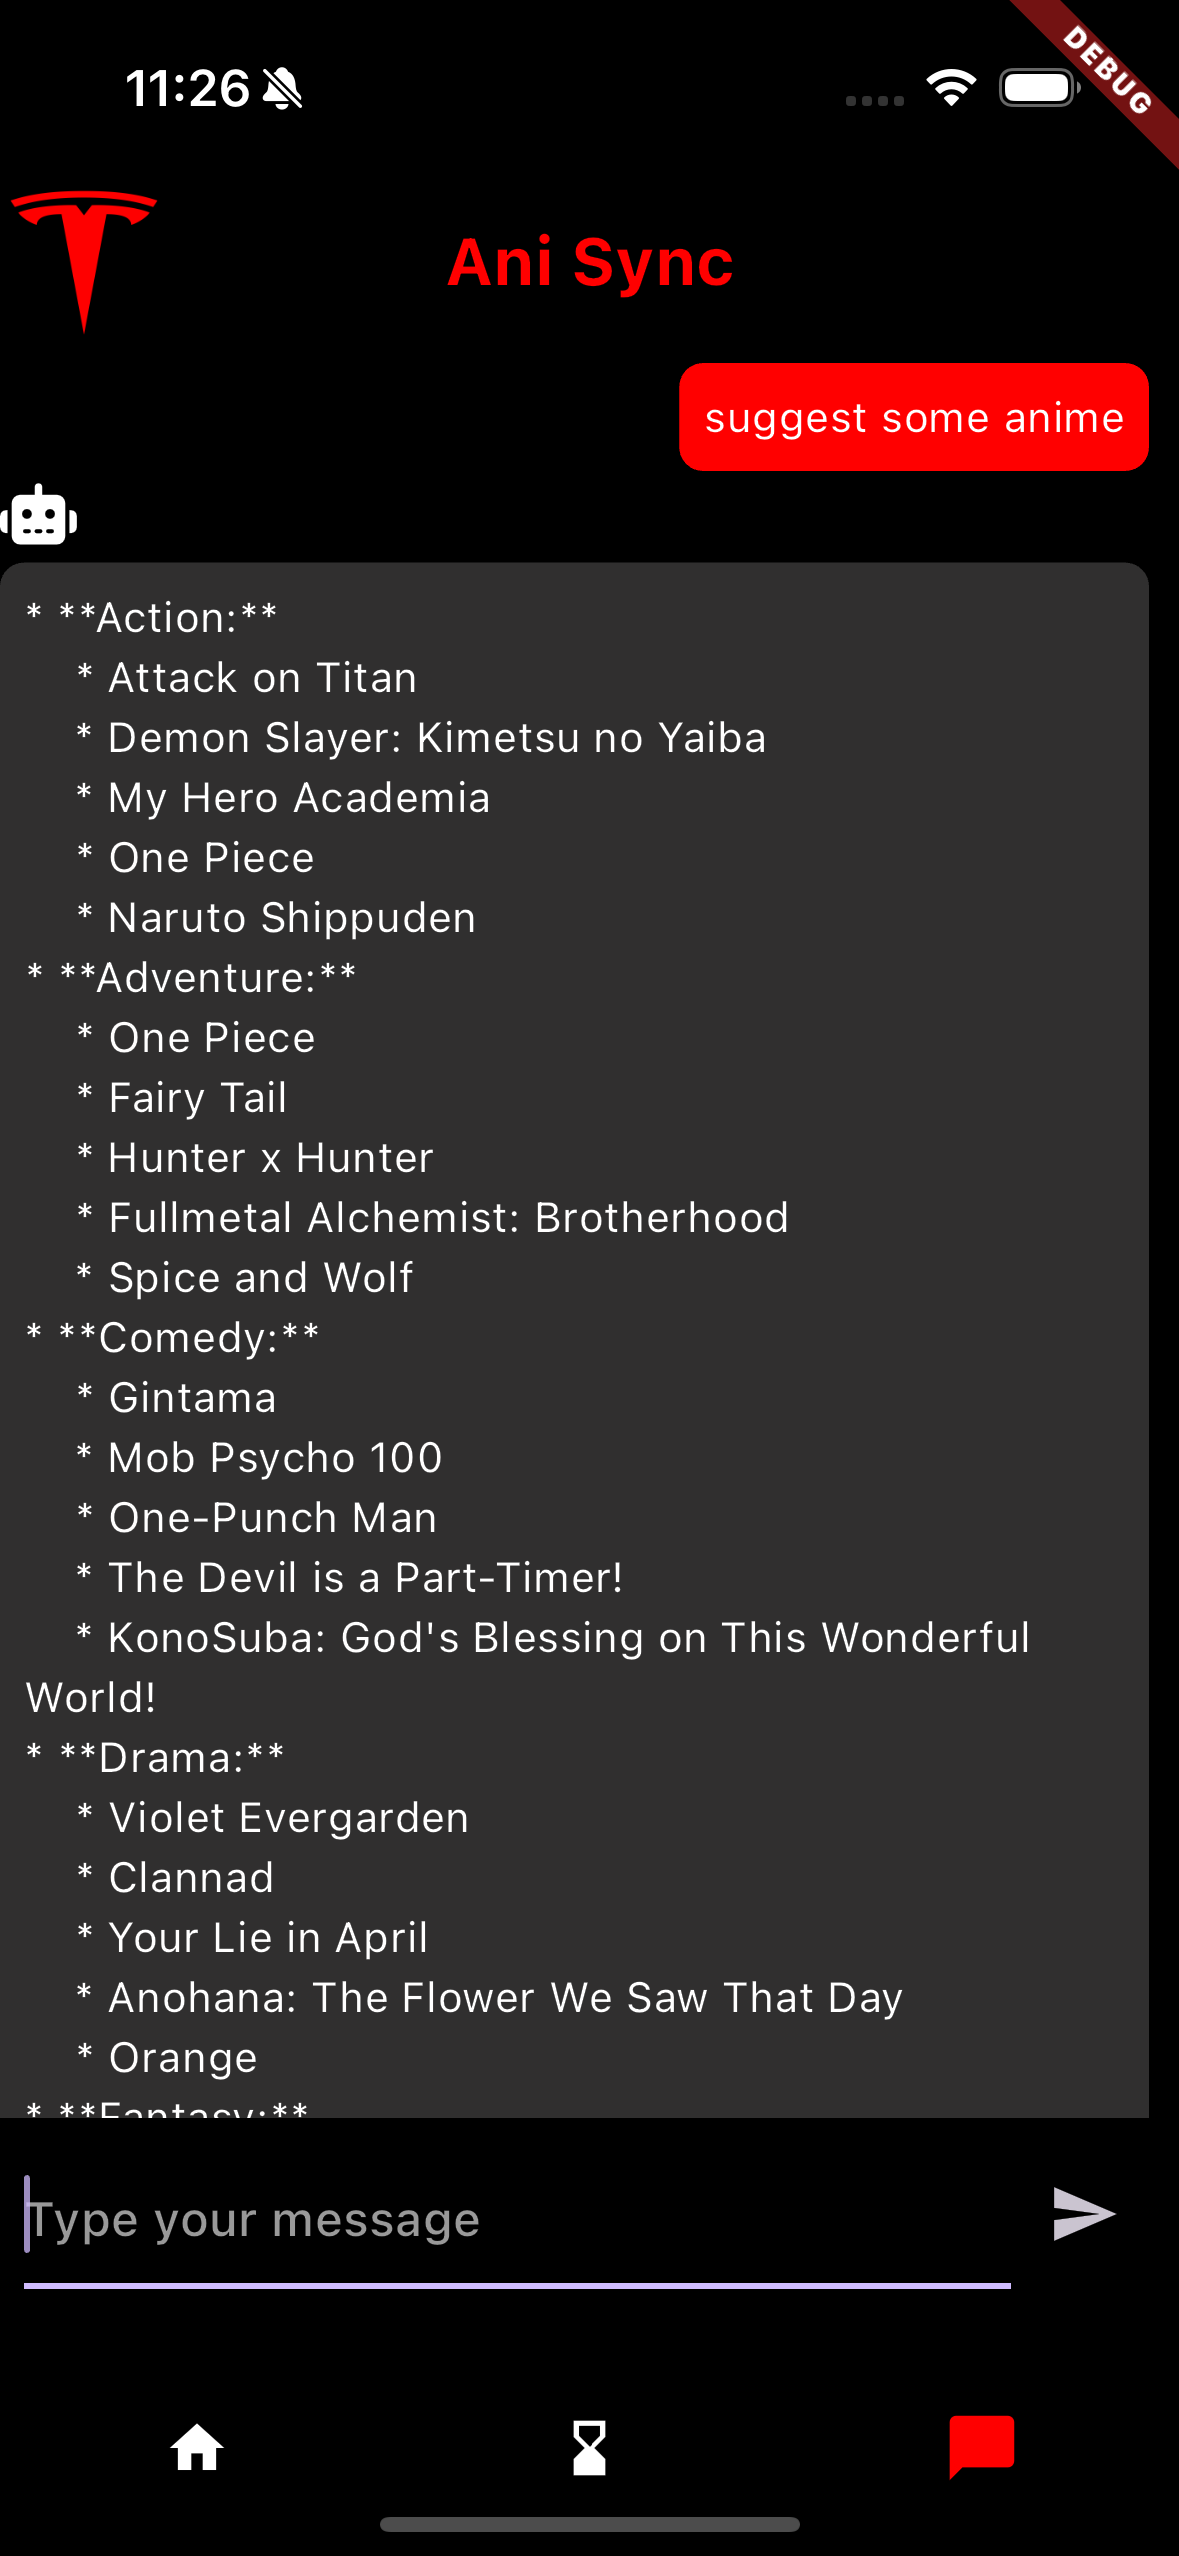 11:26
DEBUG
Ani Sync
suggest some anime
* **Action:**
* Attack on Titan
* Demon Slayer: Kimetsu no Yaiba
* My Hero Academia
* One Piece
* Naruto Shippuden
* **Adventure:**
* One Piece
* Fairy Tail
* Hunter x Hunter
* Fullmetal Alchemist: Brotherhood
* Spice and Wolf
* **Comedy:**
* Gintama
* Mob Psycho 100
* One-Punch Man
* The Devil is a Part-Timer!
* KonoSuba: God's Blessing on This Wonderful
World!
* **Drama:**
* Violet Evergarden
* Clannad
* Your Lie in April
* Anohana: The Flower We Saw That Day
* Orange
* **Fantasy:**
Type your message